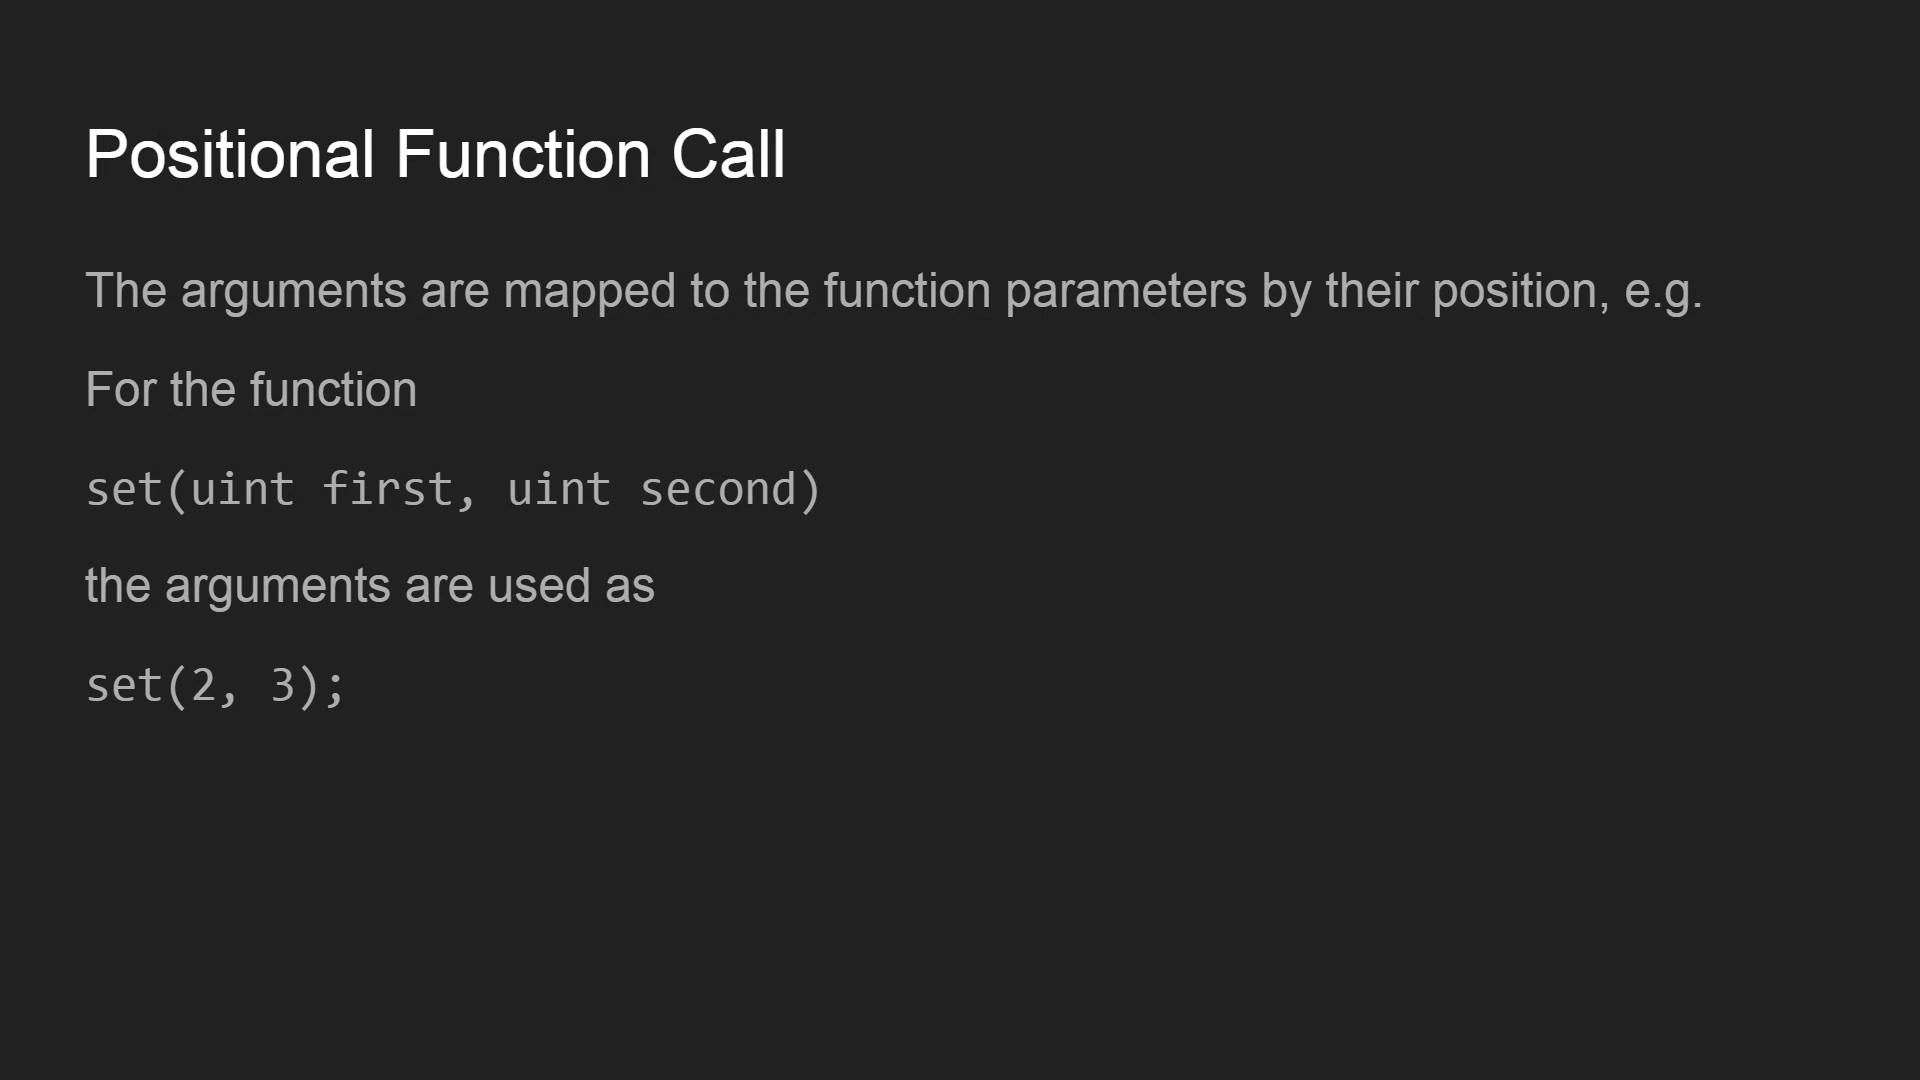 Positional Function Call
The arguments are mapped to the function parameters by their position, e.g.
For the function
set(uint first, uint second)
the arguments are used as
set(2, 3);